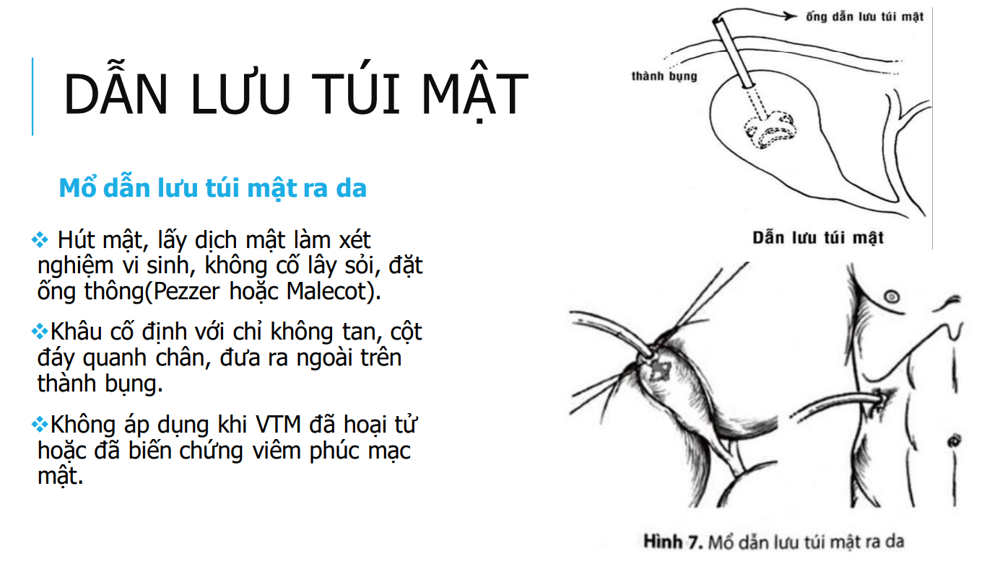 DẪN LƯU TÚI MẬT
Mổ dẫn lưu túi mật ra da
❖ Hút mật, lấy dịch mật làm xét
nghiệm vi sinh, không cố lây sỏi, đặt
ống thông(Pezzer hoặc Malecot).
❖Khâu cố định với chỉ không tan, cột
đáy quanh chân, đưa ra ngoài trên
thành bụng.
❖Không áp dụng khi VTM đã hoại tử
hoặc đã biến chứng viêm phúc mạc
mật.
ống dẫn lưu túi mật
thành bụng
Dẫn lưu túi mật
Hình 7. Mổ dẫn lưu túi mật ra da